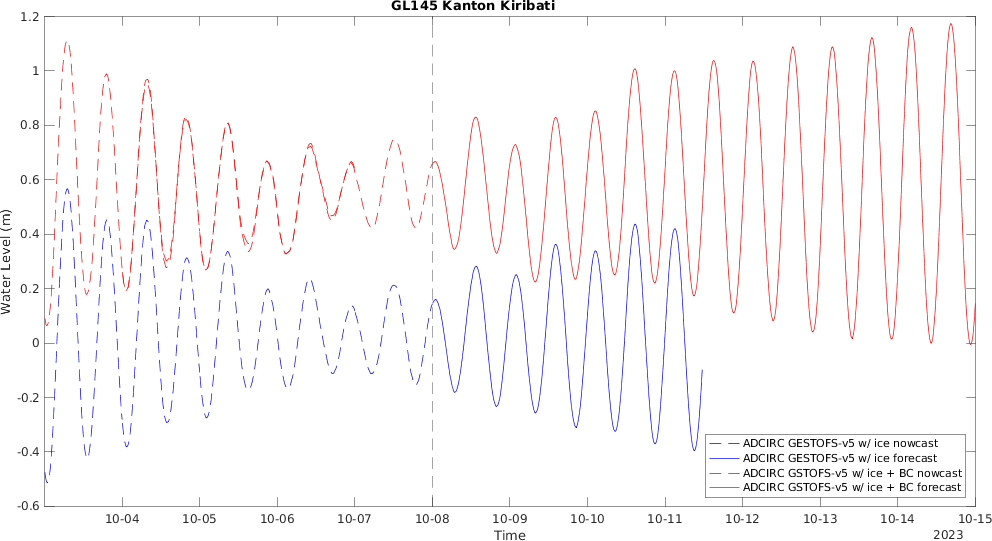 GL145 Kanton Kiribati
1.2
1
0.8
0.6
0.4
0.2
0
-0.2
-0.4
-0.6
Water Level (m)
ADCIRC GESTOFS-v5 w/ ice nowcast
ADCIRC GESTOFS-v5 w/ ice forecast
ADCIRC GSTOFS-v5 w/ ice + BC nowcast
ADCIRC GSTOFS-v5 w/ ice + BC forecast
10-04 10-05 10-06 10-07 10-08 10-09 10-10 10-11 10-12 10-13 10-14 10-15
Time
2023